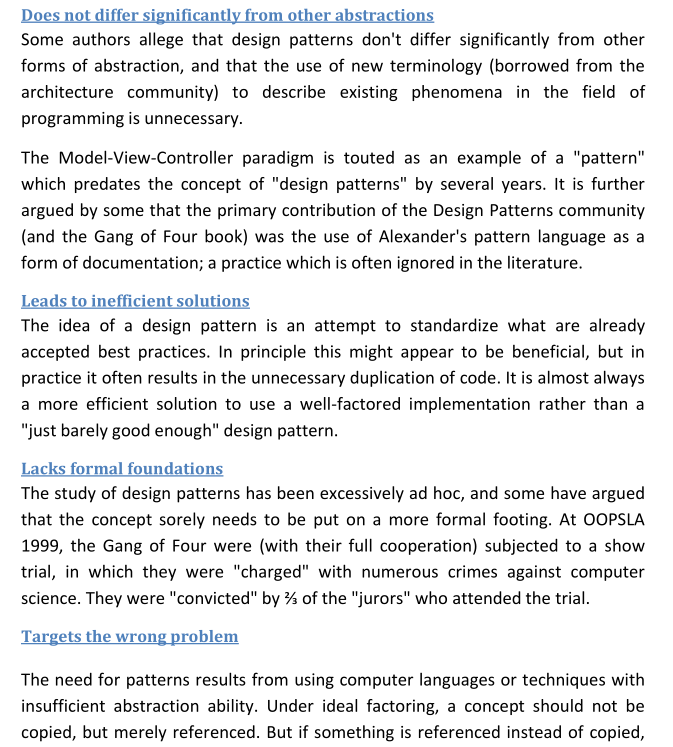 Does not differ significantly from other abstractions
Some authors allege that design patterns don't differ significantly from other
forms of abstraction, and that the use of new terminology (borrowed from the
architecture community) to describe existing phenomena in the field of
programming is unnecessary.
The Model-View-Controller paradigm is touted as an example of a "pattern"
which predates the concept of "design patterns" by several years. It is further
argued by some that the primary contribution of the Design Patterns community
(and the Gang of Four book) was the use of Alexander's pattern language as a
form of documentation; a practice which is often ignored in the literature.
Leads to inefficient solutions
The idea of a design pattern is an attempt to standardize what are already
accepted best practices. In principle this might appear to be beneficial, but in
practice it often results in the unnecessary duplication of code. It is almost always
a more efficient solution to use a well-factored implementation rather than a
"just barely good enough" design pattern.
Lacks formal foundations
The study of design patterns has been excessively ad hoc, and some have argued
that the concept sorely needs to be put on a more formal footing. At OOPSLA
1999, the Gang of Four were (with their full cooperation) subjected to a show
trial, in which they were "charged" with numerous crimes against computer
science. They were "convicted" by ⅔ of the "jurors" who attended the trial.
Targets the wrong problem
The need for patterns results from using computer languages or techniques with
insufficient abstraction ability. Under ideal factoring, a concept should not be
copied, but merely referenced. But if something is referenced instead of copied,